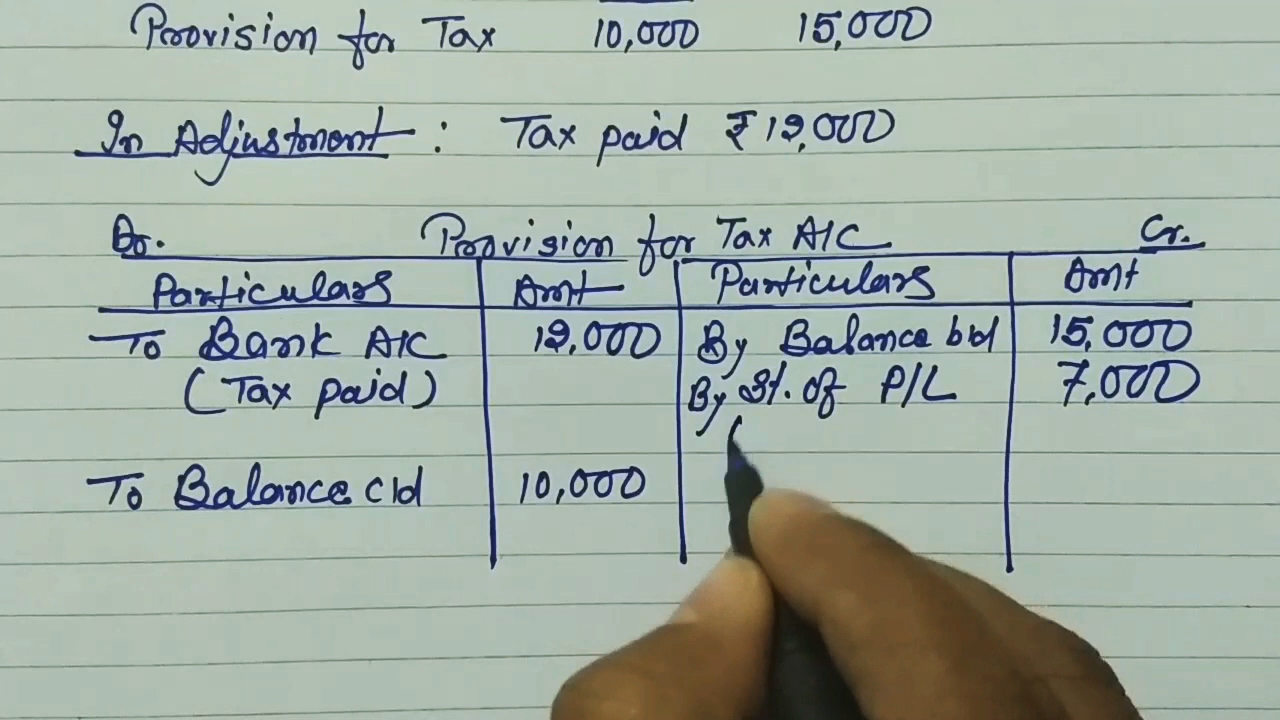 Provision for Tax 10,000 15,000
In Adjustment : Tax paid ₹12,000
Dr. Provision for Tax A/C Cr.
Particulars Amt Particulars Amt
To Bank A/C 12,000 By Balance b/d 15,000
(Tax paid) By St. of P/L 7,000
To Balance c/d 10,000